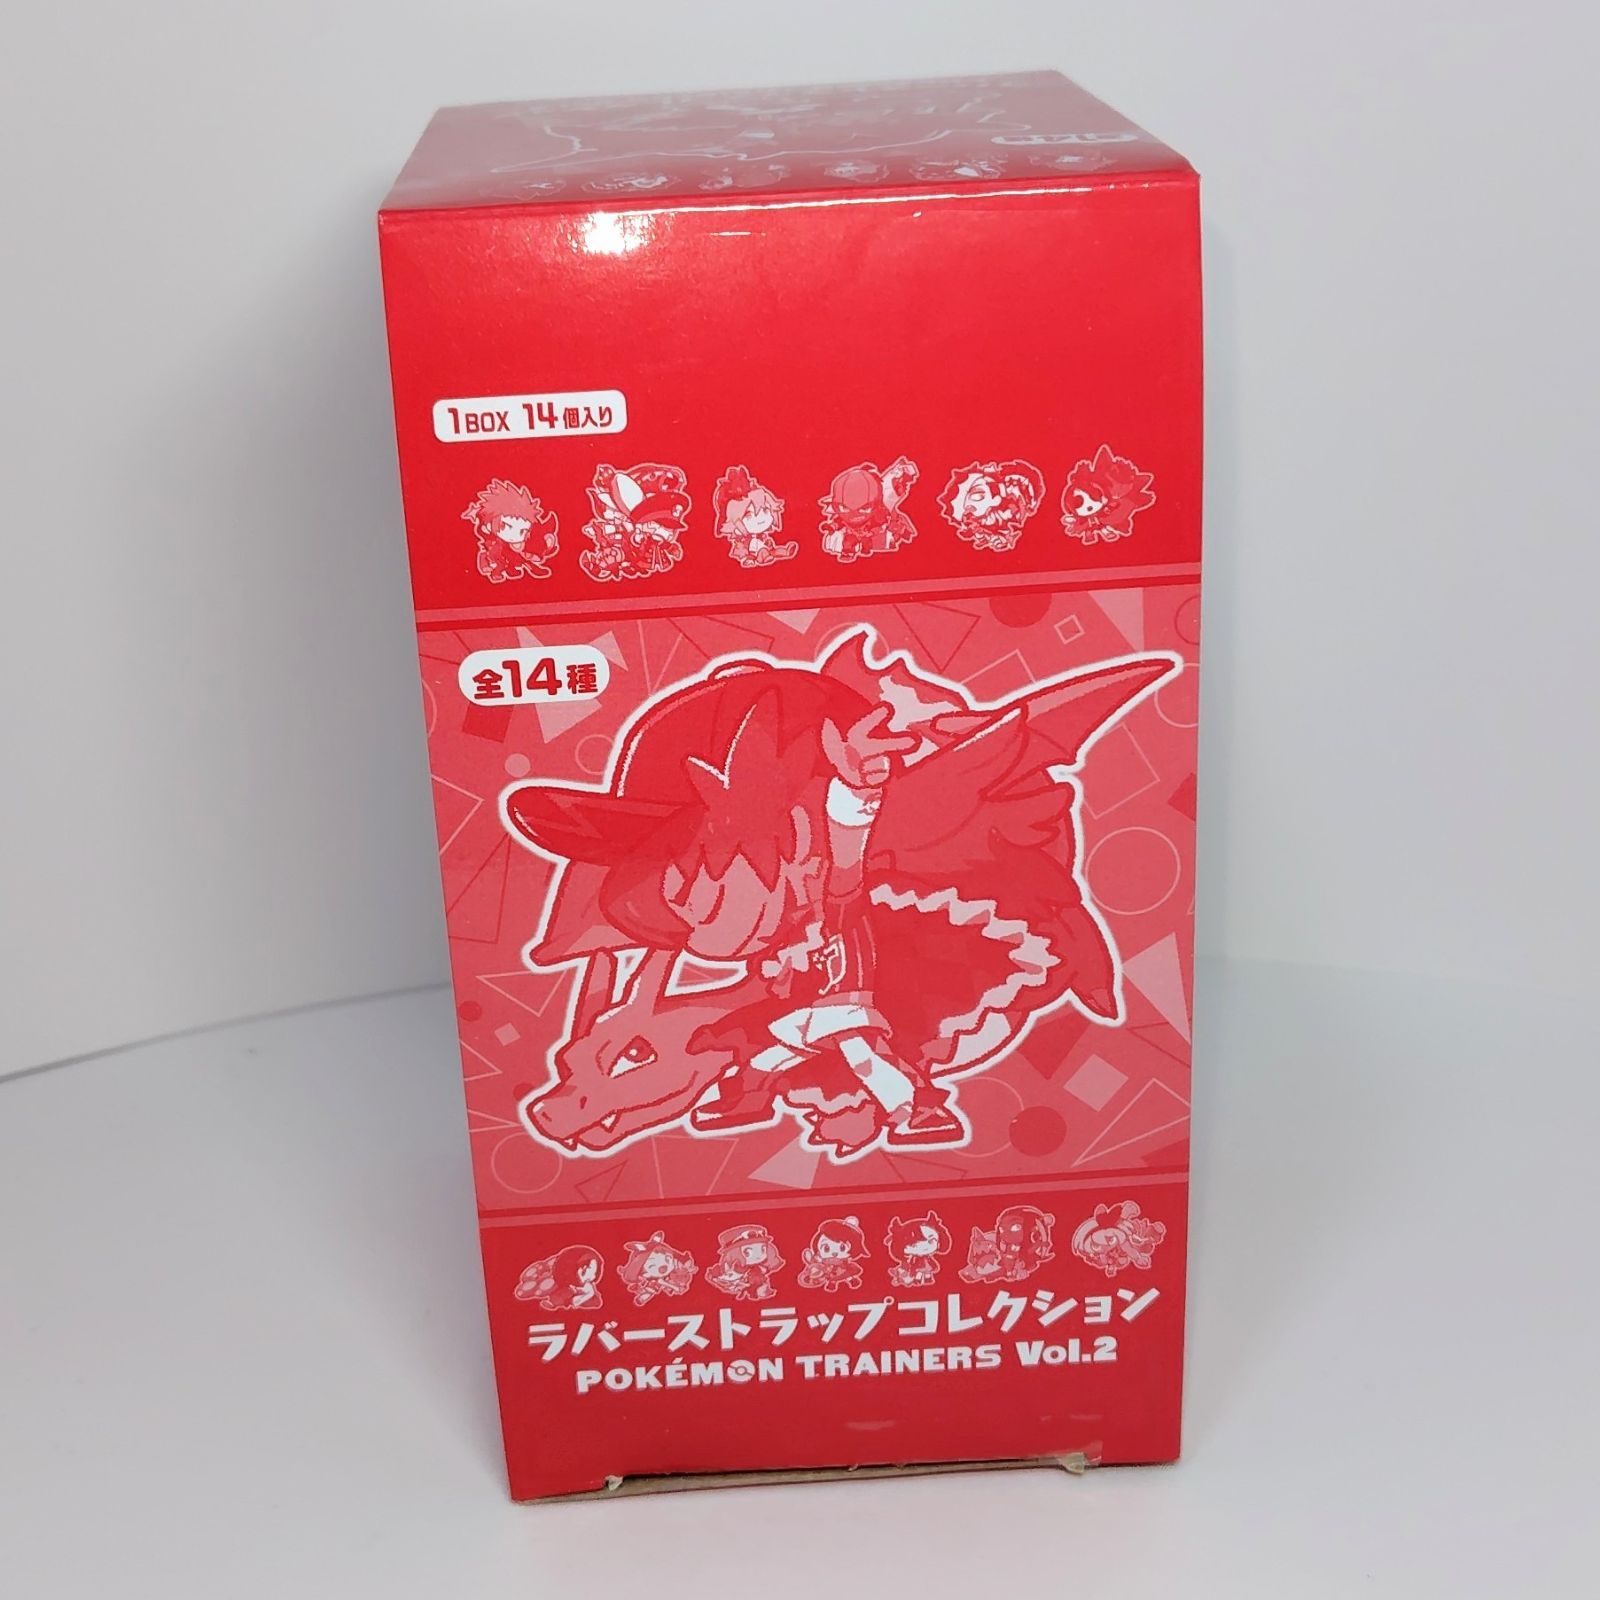 1BOX 14個入り
全14種
ラバーストラップコレクション
POKÉMON TRAINERS Vol.2